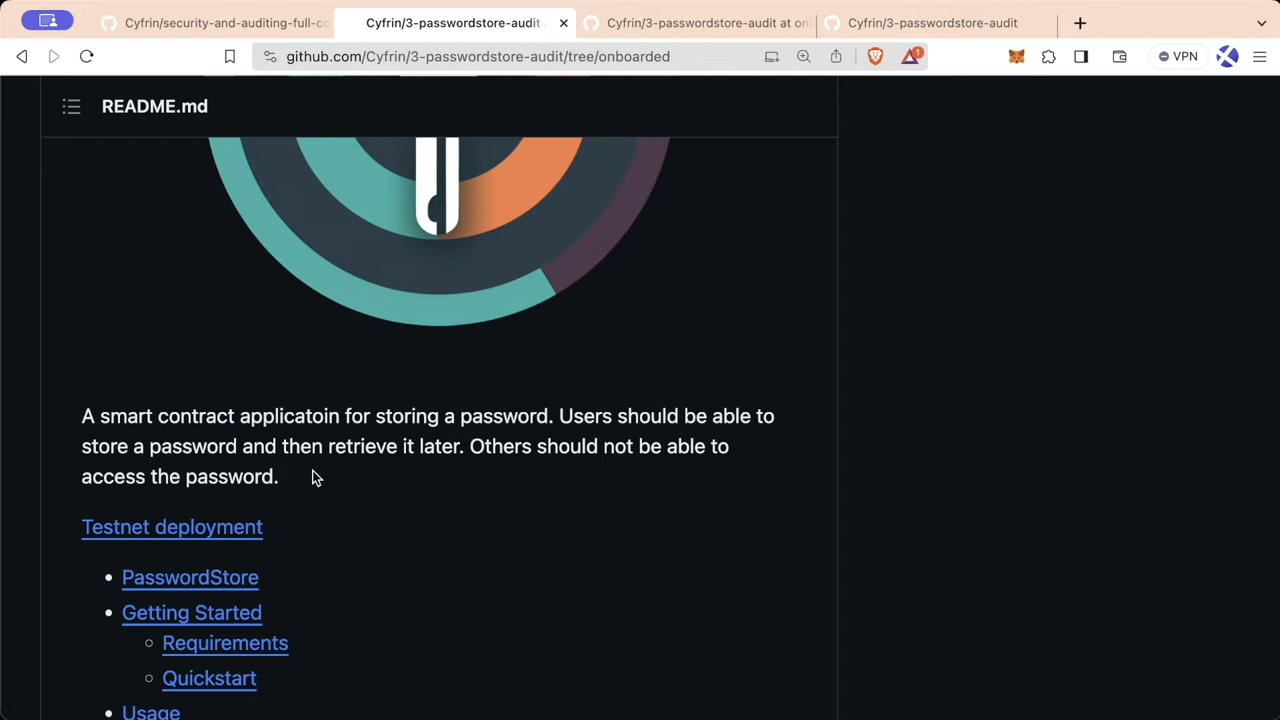 Cyfrin/security-and-auditing-full-co
Cyfrin/3-passwordstore-audit a
Cyfrin/3-passwordstore-audit at on
Cyfrin/3-passwordstore-audit
github.com/Cyfrin/3-passwordstore-audit/tree/onboarded
1
VPN
README.md
A smart contract applicatoin for storing a password. Users should be able to
store a password and then retrieve it later. Others should not be able to
access the password.
Testnet deployment
PasswordStore
Getting Started
Requirements
Quickstart
Usage